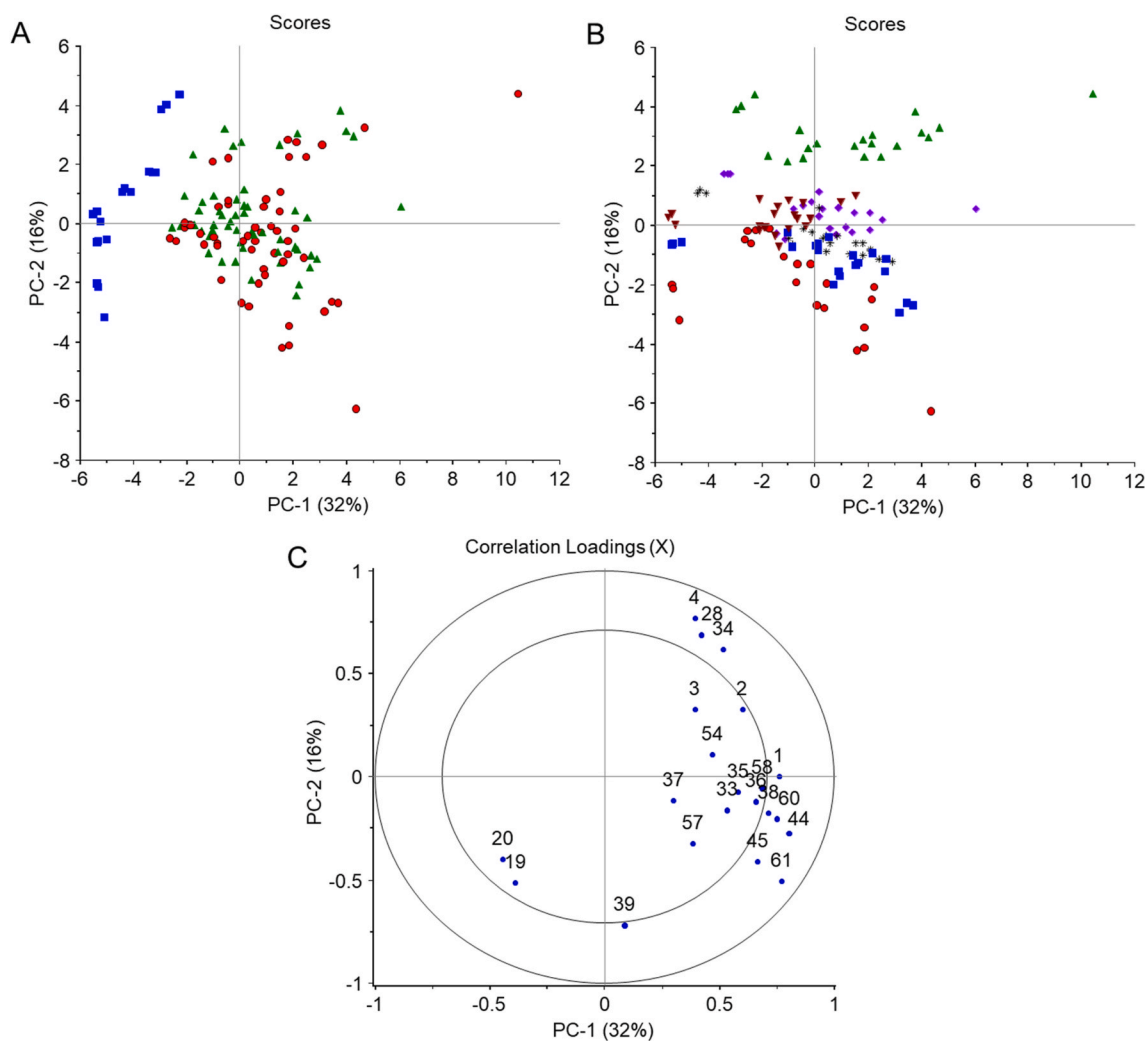 A
Scores
6
4
2
0
-2
-4
-6
-8
-6 -4 -2 0 2 4 6 8 10 12
PC-2 (16%)
PC-1 (32%)
B
Scores
6
4
2
0
-2
-4
-6
-8
-6 -4 -2 0 2 4 6 8 10 12
PC-2 (16%)
PC-1 (32%)
C
Correlation Loadings (X)
1
0.5
0
-0.5
-1
-1 -0.5 0 0.5 1
PC-2 (16%)
PC-1 (32%)
4
28
34
3
2
54
1
58
35
36
37
33
38
60
44
57
45
61
20
19
39